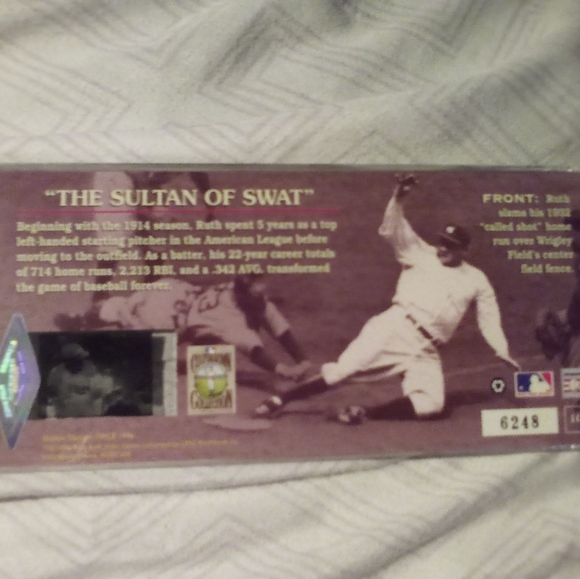 "THE SULTAN OF SWAT"
Beginning with the 1914 season, Ruth spent 5 years as a top
left-handed starting pitcher in the American League before
moving to the outfield. As a batter, his 22-year career totals
of 714 home runs, 2,213 RBI, and a .342 AVG. transformed
the game of baseball forever.
FRONT: Ruth
slams his 1932
"called shot" home
run over Wrigley
Field's center
field fence.
6248